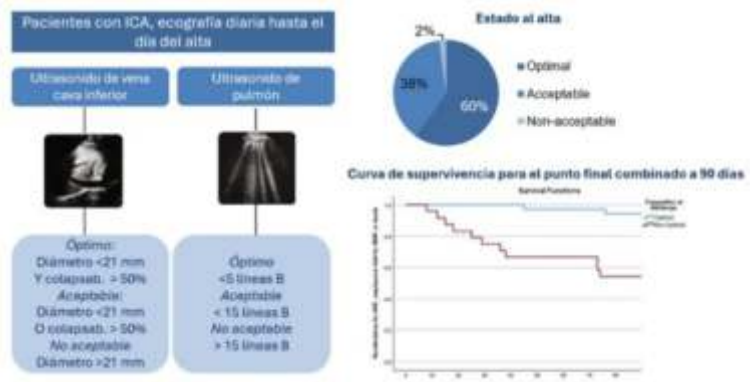 Pacientes con ICA, ecografía diaria hasta el
día del alta
Ultrasonido de vena
cava inferior
Ultrasonido de
pulmón
Óptimo:
Diámetro <21 mm
Y colapsab. > 50%
Aceptable:
Diámetro <21 mm
O colapsab. > 50%
No aceptable
Diámetro >21 mm
Óptimo
<5 líneas B
Aceptable
< 15 líneas B
No aceptable
> 15 líneas B
Estado al alta
2%
38%
60%
Optimal
Acceptable
Non-acceptable
Curva de supervivencia para el punto final combinado a 90 días
Survival Functions